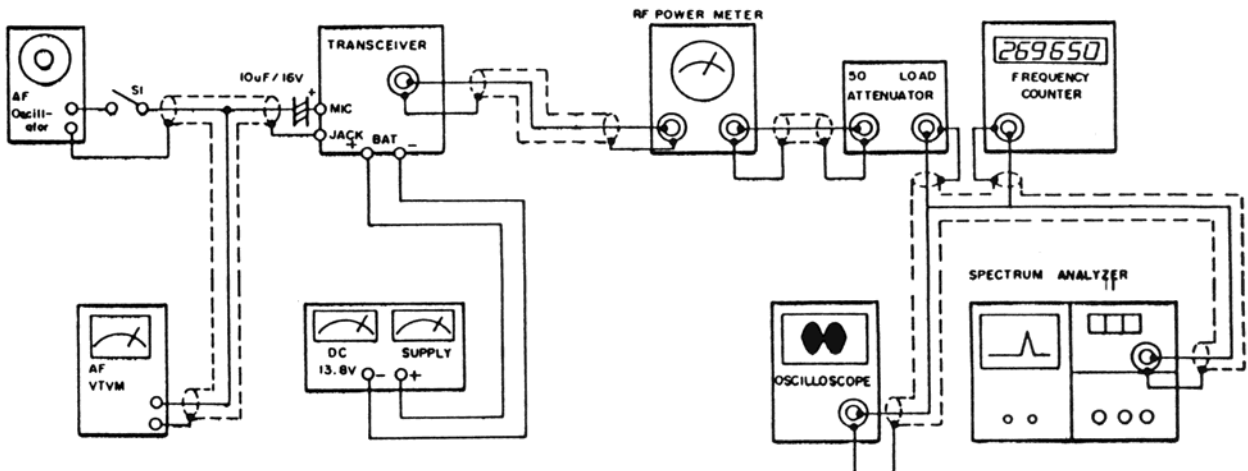 AF
Oscill-
ator
S1
10uF/16V
+
TRANSCEIVER
MIC
JACK
+ BAT -
RF POWER METER
50 LOAD
ATTENUATOR
269650
FREQUENCY
COUNTER
AF
VTVM
DC SUPPLY
13.8V - +
OSCILLOSCOPE
SPECTRUM ANALYZER